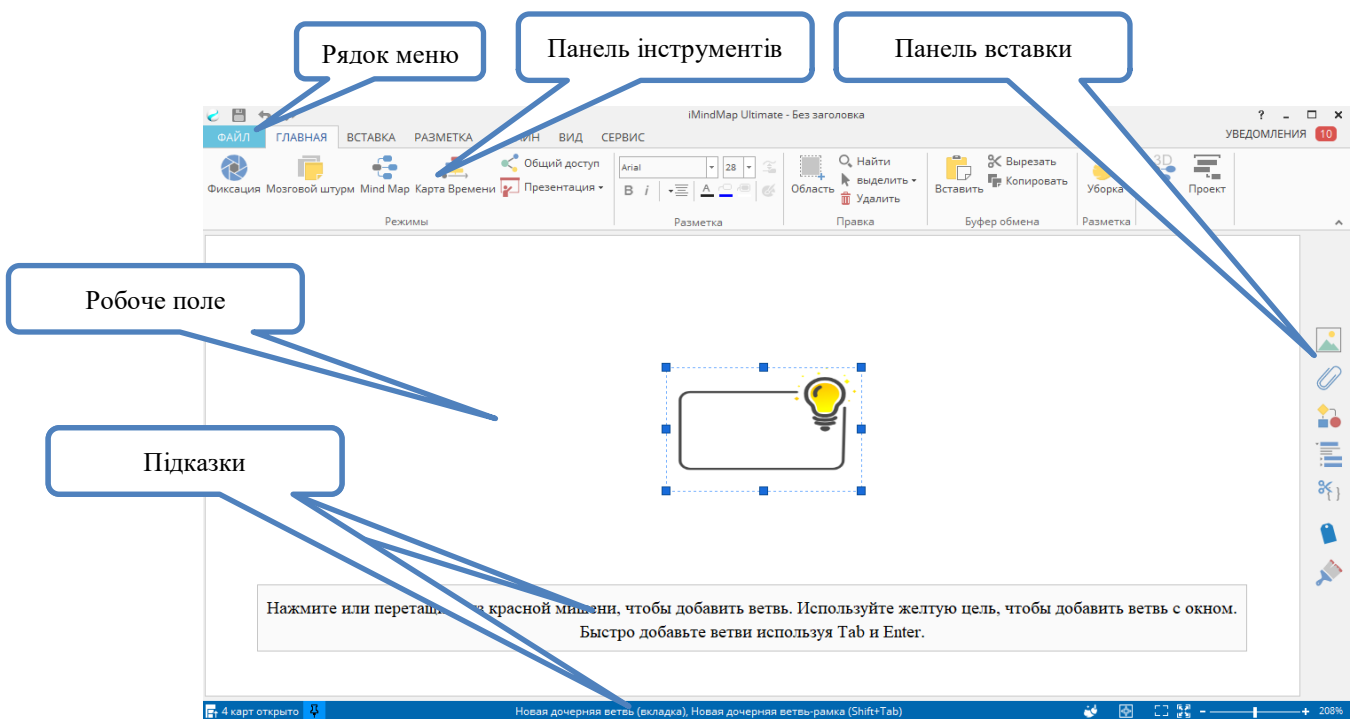 Рядок меню
Панель інструментів
Панель вставки
iMindMap Ultimate - Без заголовка
? - □ x
ФАЙЛ ГЛАВНАЯ ВСТАВКА РАЗМЕТКА ВИД СЕРВИС
УВЕДОМЛЕНИЯ 10
Общий доступ
Arial 28
Найти
Вырезать
3D
Фиксация Мозговой штурм Mind Map Карта Времени Презентация
B i A
Область выделить
Вставить Копировать
Уборка Проект
Удалить
Режимы Разметка Правка Буфер обмена Разметка
Робоче поле
Підказки
Нажмите или красной мишени, чтобы добавить ветвь. Используйте желтую цель, чтобы добавить ветвь с окном.
Быстро добавьте ветви используя Tab и Enter.
4 карт открыто Новая дочерняя ветвь (вкладка), Новая дочерняя ветвь-рамка (Shift+Tab) - + 208%